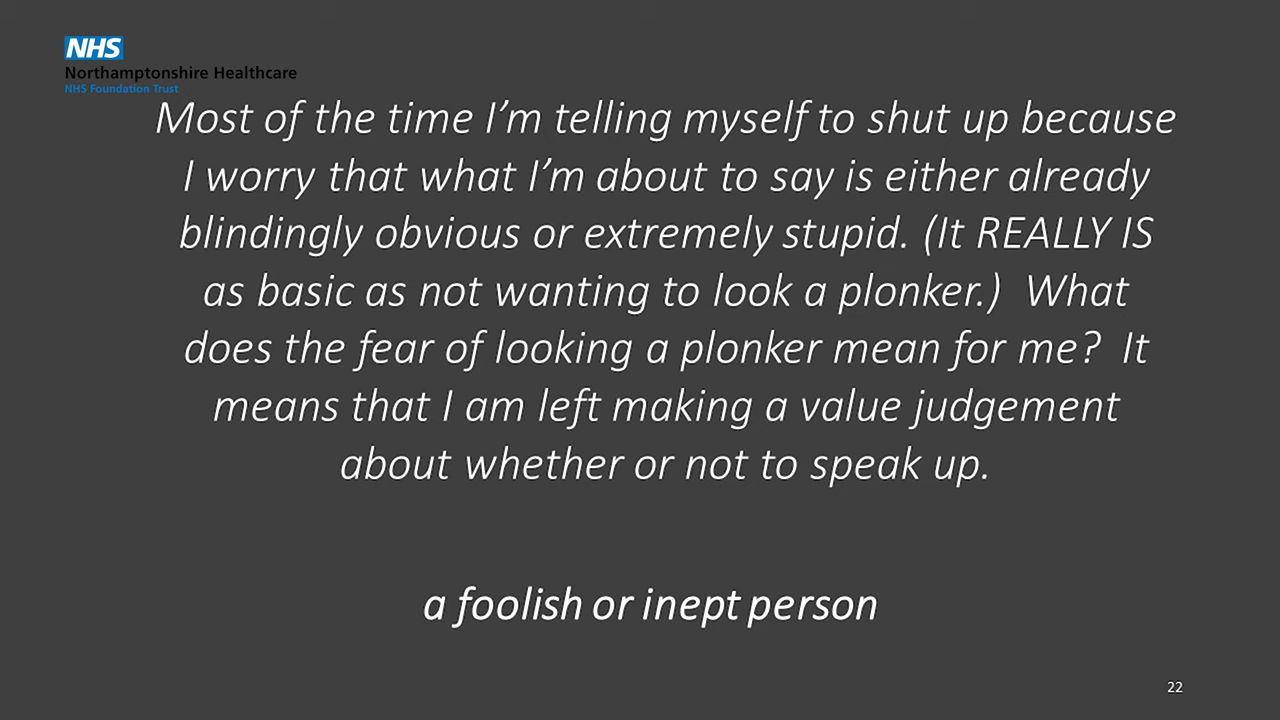 NHS
Northamptonshire Healthcare
NHS Foundation Trust
Most of the time I’m telling myself to shut up because
I worry that what I’m about to say is either already
blindingly obvious or extremely stupid. (It REALLY IS
as basic as not wanting to look a plonker.)  What
does the fear of looking a plonker mean for me?  It
means that I am left making a value judgement
about whether or not to speak up.
a foolish or inept person
22